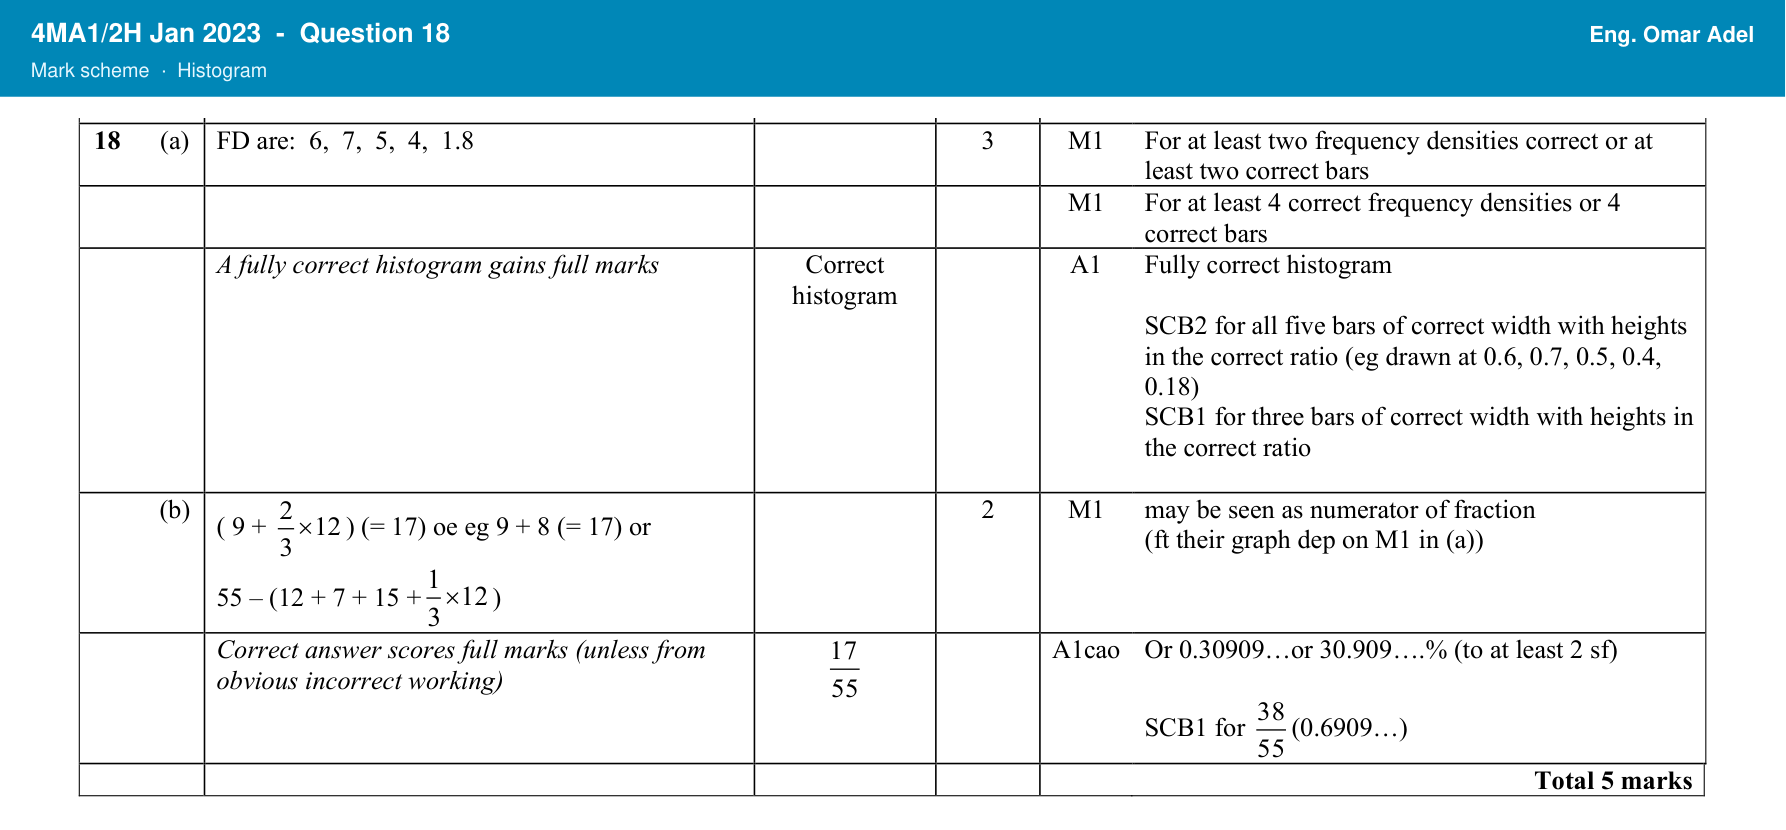 4MA1/2H Jan 2023 - Question 18
Eng. Omar Adel
Mark scheme · Histogram
18 (a) FD are: 6, 7, 5, 4, 1.8 3 M1 For at least two frequency densities correct or at
least two correct bars
M1 For at least 4 correct frequency densities or 4
correct bars
A fully correct histogram gains full marks Correct A1 Fully correct histogram
histogram
SCB2 for all five bars of correct width with heights
in the correct ratio (eg drawn at 0.6, 0.7, 0.5, 0.4,
0.18)
SCB1 for three bars of correct width with heights in
the correct ratio
(b) ( 9 + 2/3 ×12 ) (= 17) oe eg 9 + 8 (= 17) or 2 M1 may be seen as numerator of fraction
(ft their graph dep on M1 in (a))
55 – (12 + 7 + 15 + 1/3 ×12 )
Correct answer scores full marks (unless from 17/55 A1cao Or 0.30909…or 30.909….% (to at least 2 sf)
obvious incorrect working)
SCB1 for 38/55 (0.6909…)
Total 5 marks